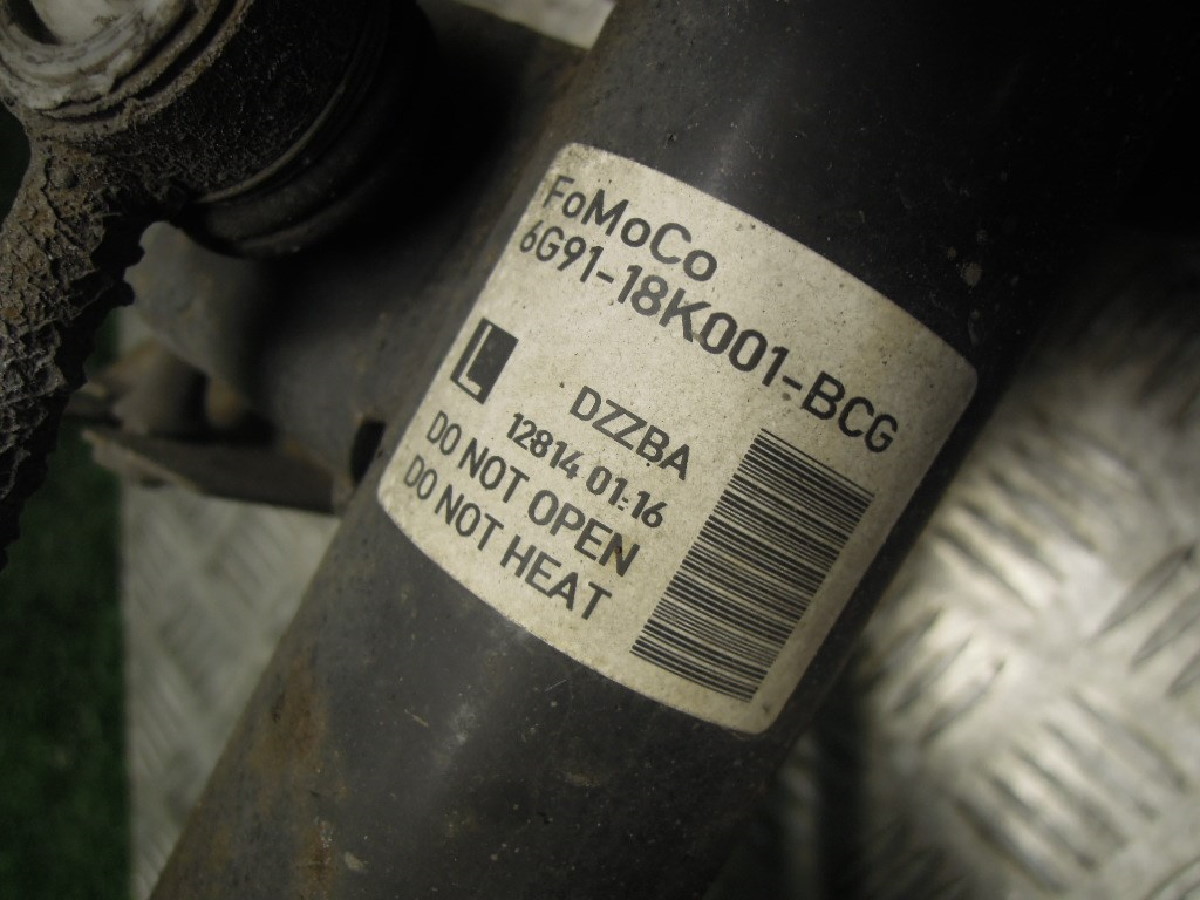 FoMoCo
6G91-18K001-BCG
L
DZZBA
12814 01:16
DO NOT OPEN
DO NOT HEAT